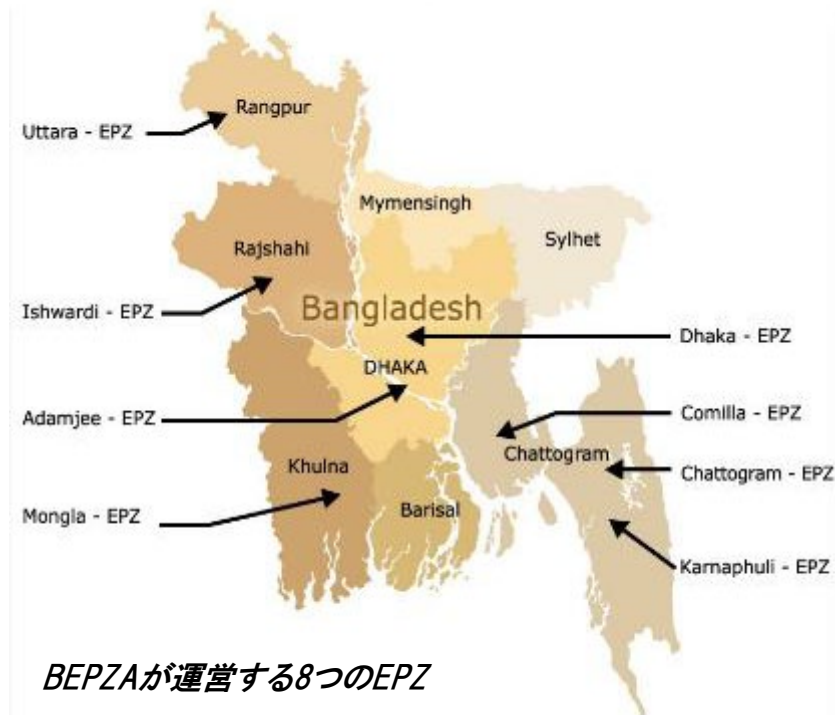 Rangpur
Uttara - EPZ
Mymensingh
Sylhet
Rajshahi
Ishwardi - EPZ
Bangladesh
Dhaka - EPZ
DHAKA
Adamjee - EPZ
Comilla - EPZ
Chattogram
Khulna
Chattogram - EPZ
Mongla - EPZ
Barisal
Karnaphuli - EPZ
BEPZAが運営する8つのEPZ